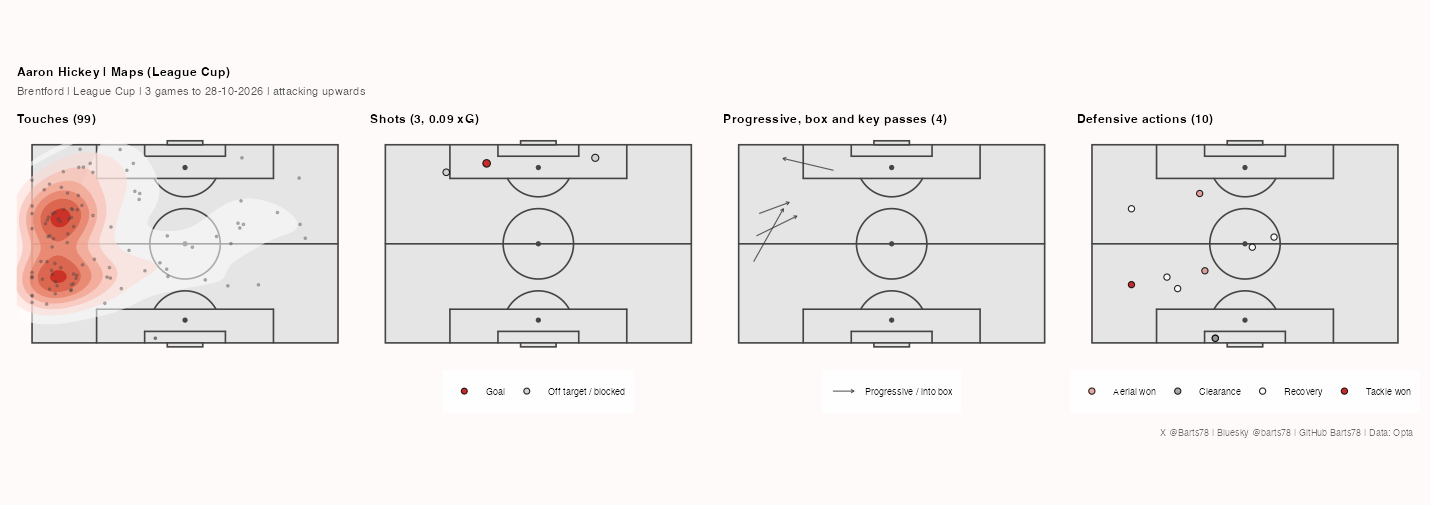 Aaron Hickey | Maps (League Cup)
Brentford | League Cup | 3 games to 28-10-2026 | attacking upwards
Touches (99)
Shots (3, 0.09 xG)
Progressive, box and key passes (4)
Defensive actions (10)
Goal
Off target / blocked
Progressive / into box
Aerial won
Clearance
Recovery
Tackle won
X @Barts78 | Bluesky @barts78 | GitHub Barts78 | Data: Opta